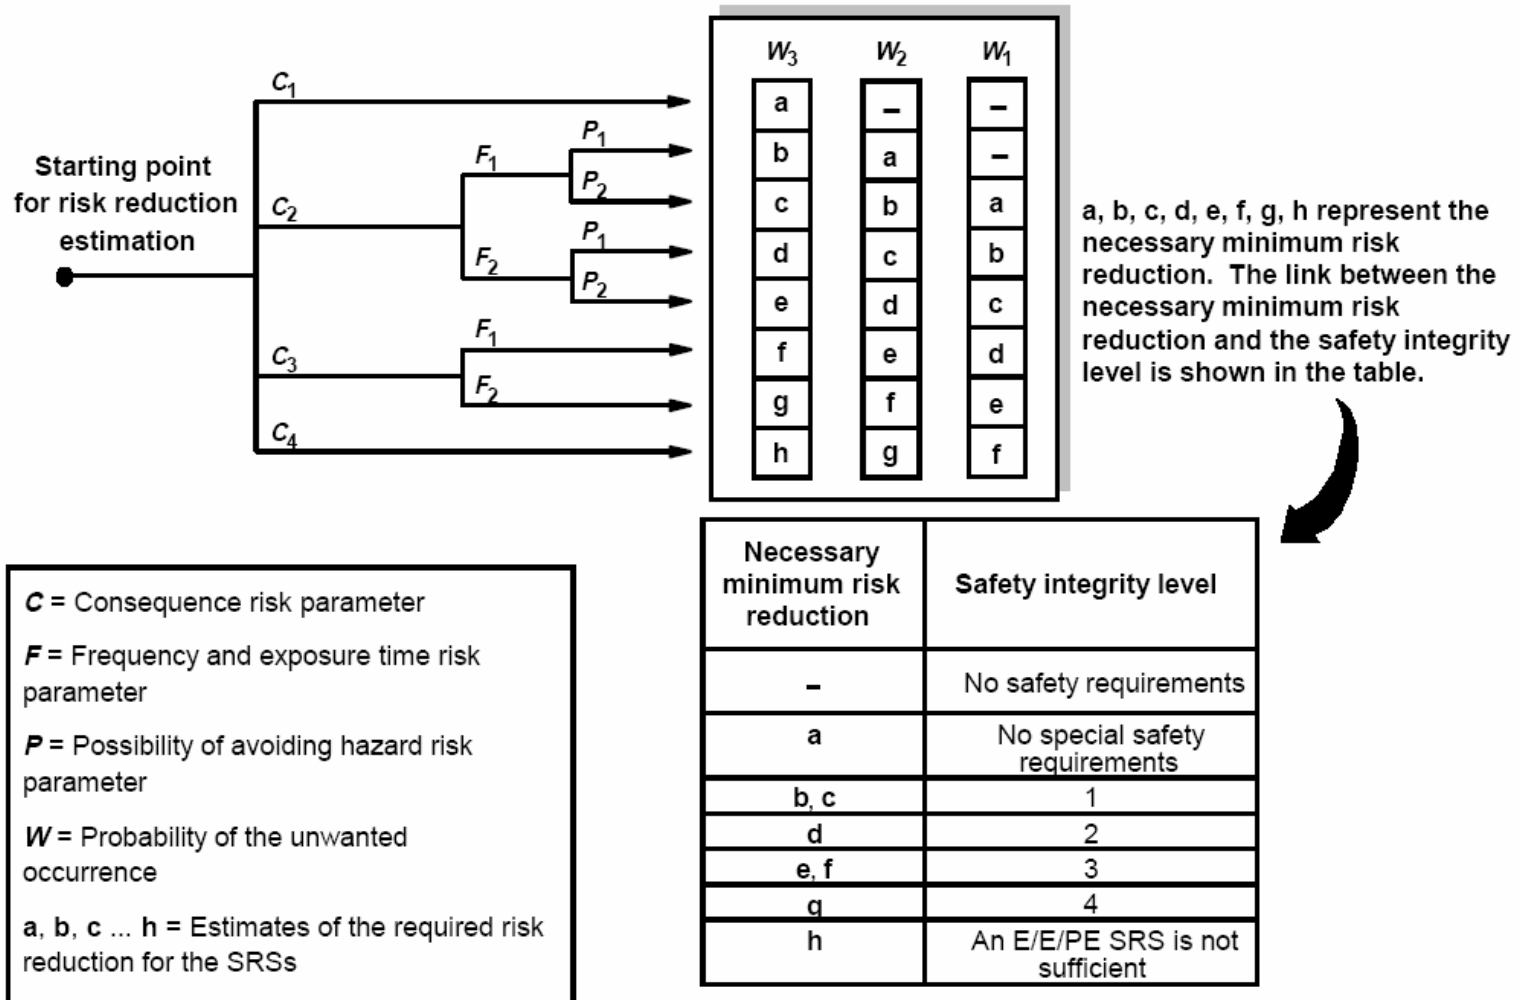 W3 W2 W1
C1
a – –
P1
Starting point
for risk reduction
estimation
F1
b a –
P2
C2
c b a
P1
F2
d c b
P2
e d c
F1
C3
f e d
F2
g f e
C4
h g f
a, b, c, d, e, f, g, h represent the
necessary minimum risk
reduction. The link between the
necessary minimum risk
reduction and the safety integrity
level is shown in the table.
C = Consequence risk parameter
F = Frequency and exposure time risk
parameter
P = Possibility of avoiding hazard risk
parameter
W = Probability of the unwanted
occurrence
a, b, c ... h = Estimates of the required risk
reduction for the SRSs
Necessary
minimum risk
reduction
Safety integrity level
– No safety requirements
a No special safety
requirements
b, c 1
d 2
e, f 3
g 4
h An E/E/PE SRS is not
sufficient